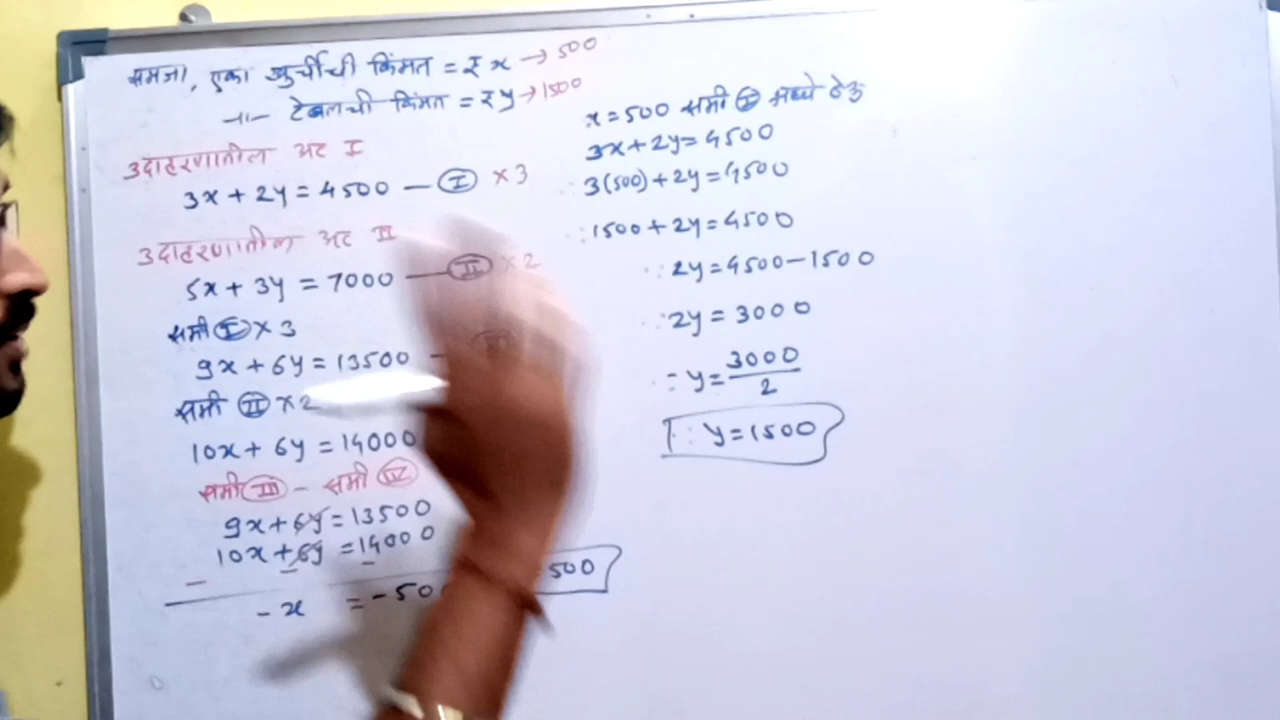 समजा, एका खुर्चीची किंमत = ₹ x → 500
-"- टेबलची किंमत = ₹ y → 1500
उदाहरणातील अट I
3x + 2y = 4500 — Ⓘ ×3
उदाहरणातील अट II
5x + 3y = 7000 — Ⅱ ×2
समी Ⓘ × 3
9x + 6y = 13500 —
समी Ⅱ × 2
10x + 6y = 14000
समी Ⅲ - समी Ⅳ
9x + 6y = 13500
10x + 6y = 14000
- - -
- x = -50
500
x = 500 समी Ⓘ मध्ये ठेऊ
3x + 2y = 4500
∴ 3(500) + 2y = 4500
∴ 1500 + 2y = 4500
∴ 2y = 4500 - 1500
∴ 2y = 3000
∴ y = 3000/2
∴ y = 1500